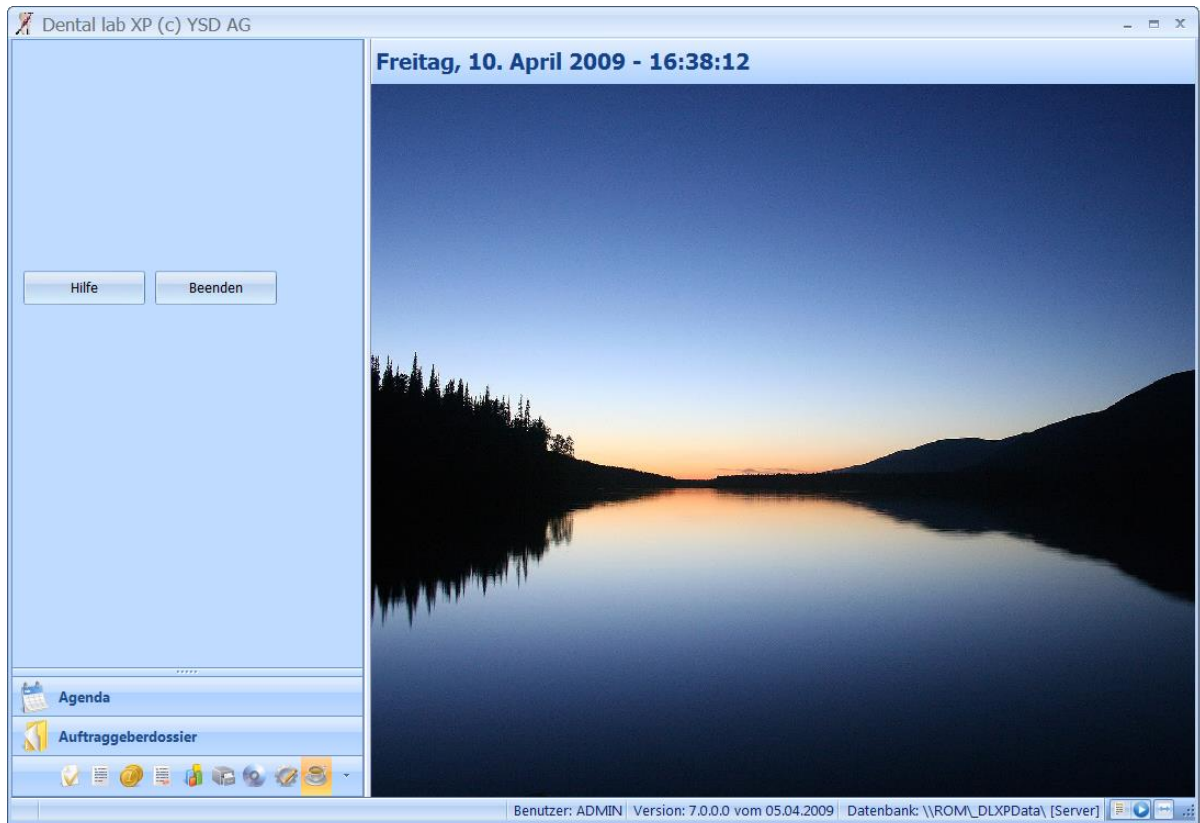 Dental lab XP (c) YSD AG
Freitag, 10. April 2009 - 16:38:12
Hilfe
Beenden
Agenda
Auftraggeberdossier
Benutzer: ADMIN
Version: 7.0.0.0 vom 05.04.2009
Datenbank: \\ROM\_DLXPData\ [Server]